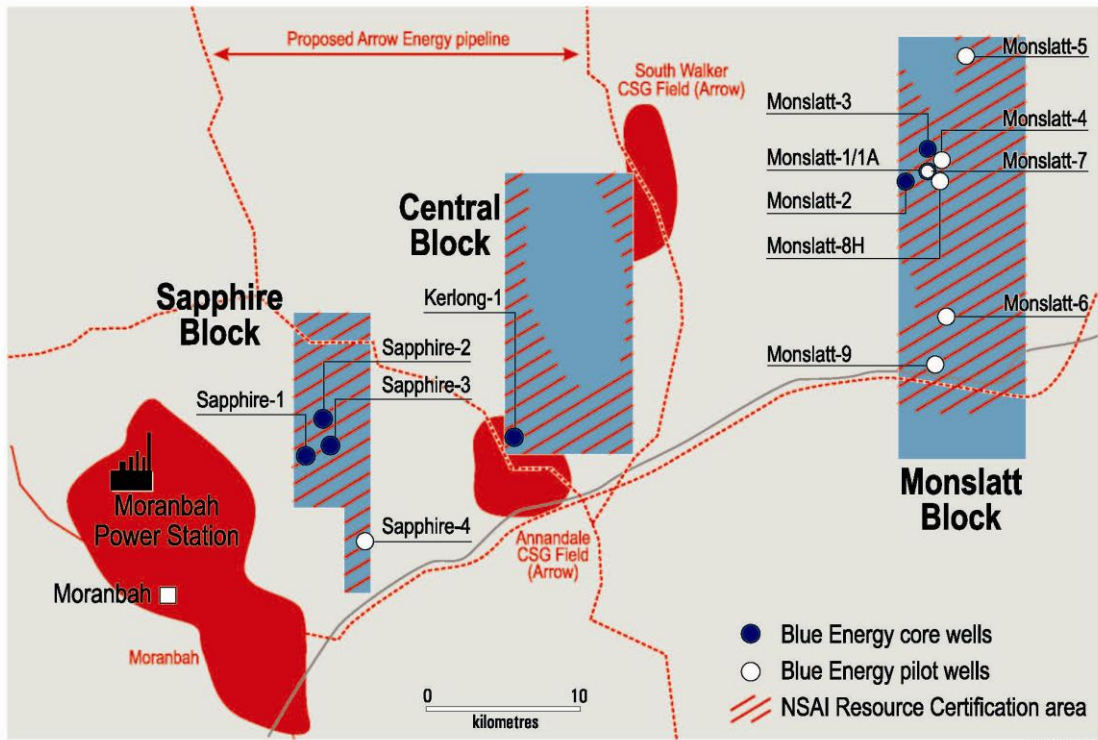 Proposed Arrow Energy pipeline
South Walker
CSG Field (Arrow)
Monslatt-5
Monslatt-3
Monslatt-4
Monslatt-1/1A
Monslatt-7
Monslatt-2
Monslatt-8H
Monslatt-6
Monslatt-9
Monslatt
Block
Central
Block
Kerlong-1
Sapphire
Block
Sapphire-2
Sapphire-3
Sapphire-1
Sapphire-4
Annandale
CSG Field
(Arrow)
Moranbah
Power Station
Moranbah
Moranbah
0 10
kilometres
Blue Energy core wells
Blue Energy pilot wells
NSAI Resource Certification area